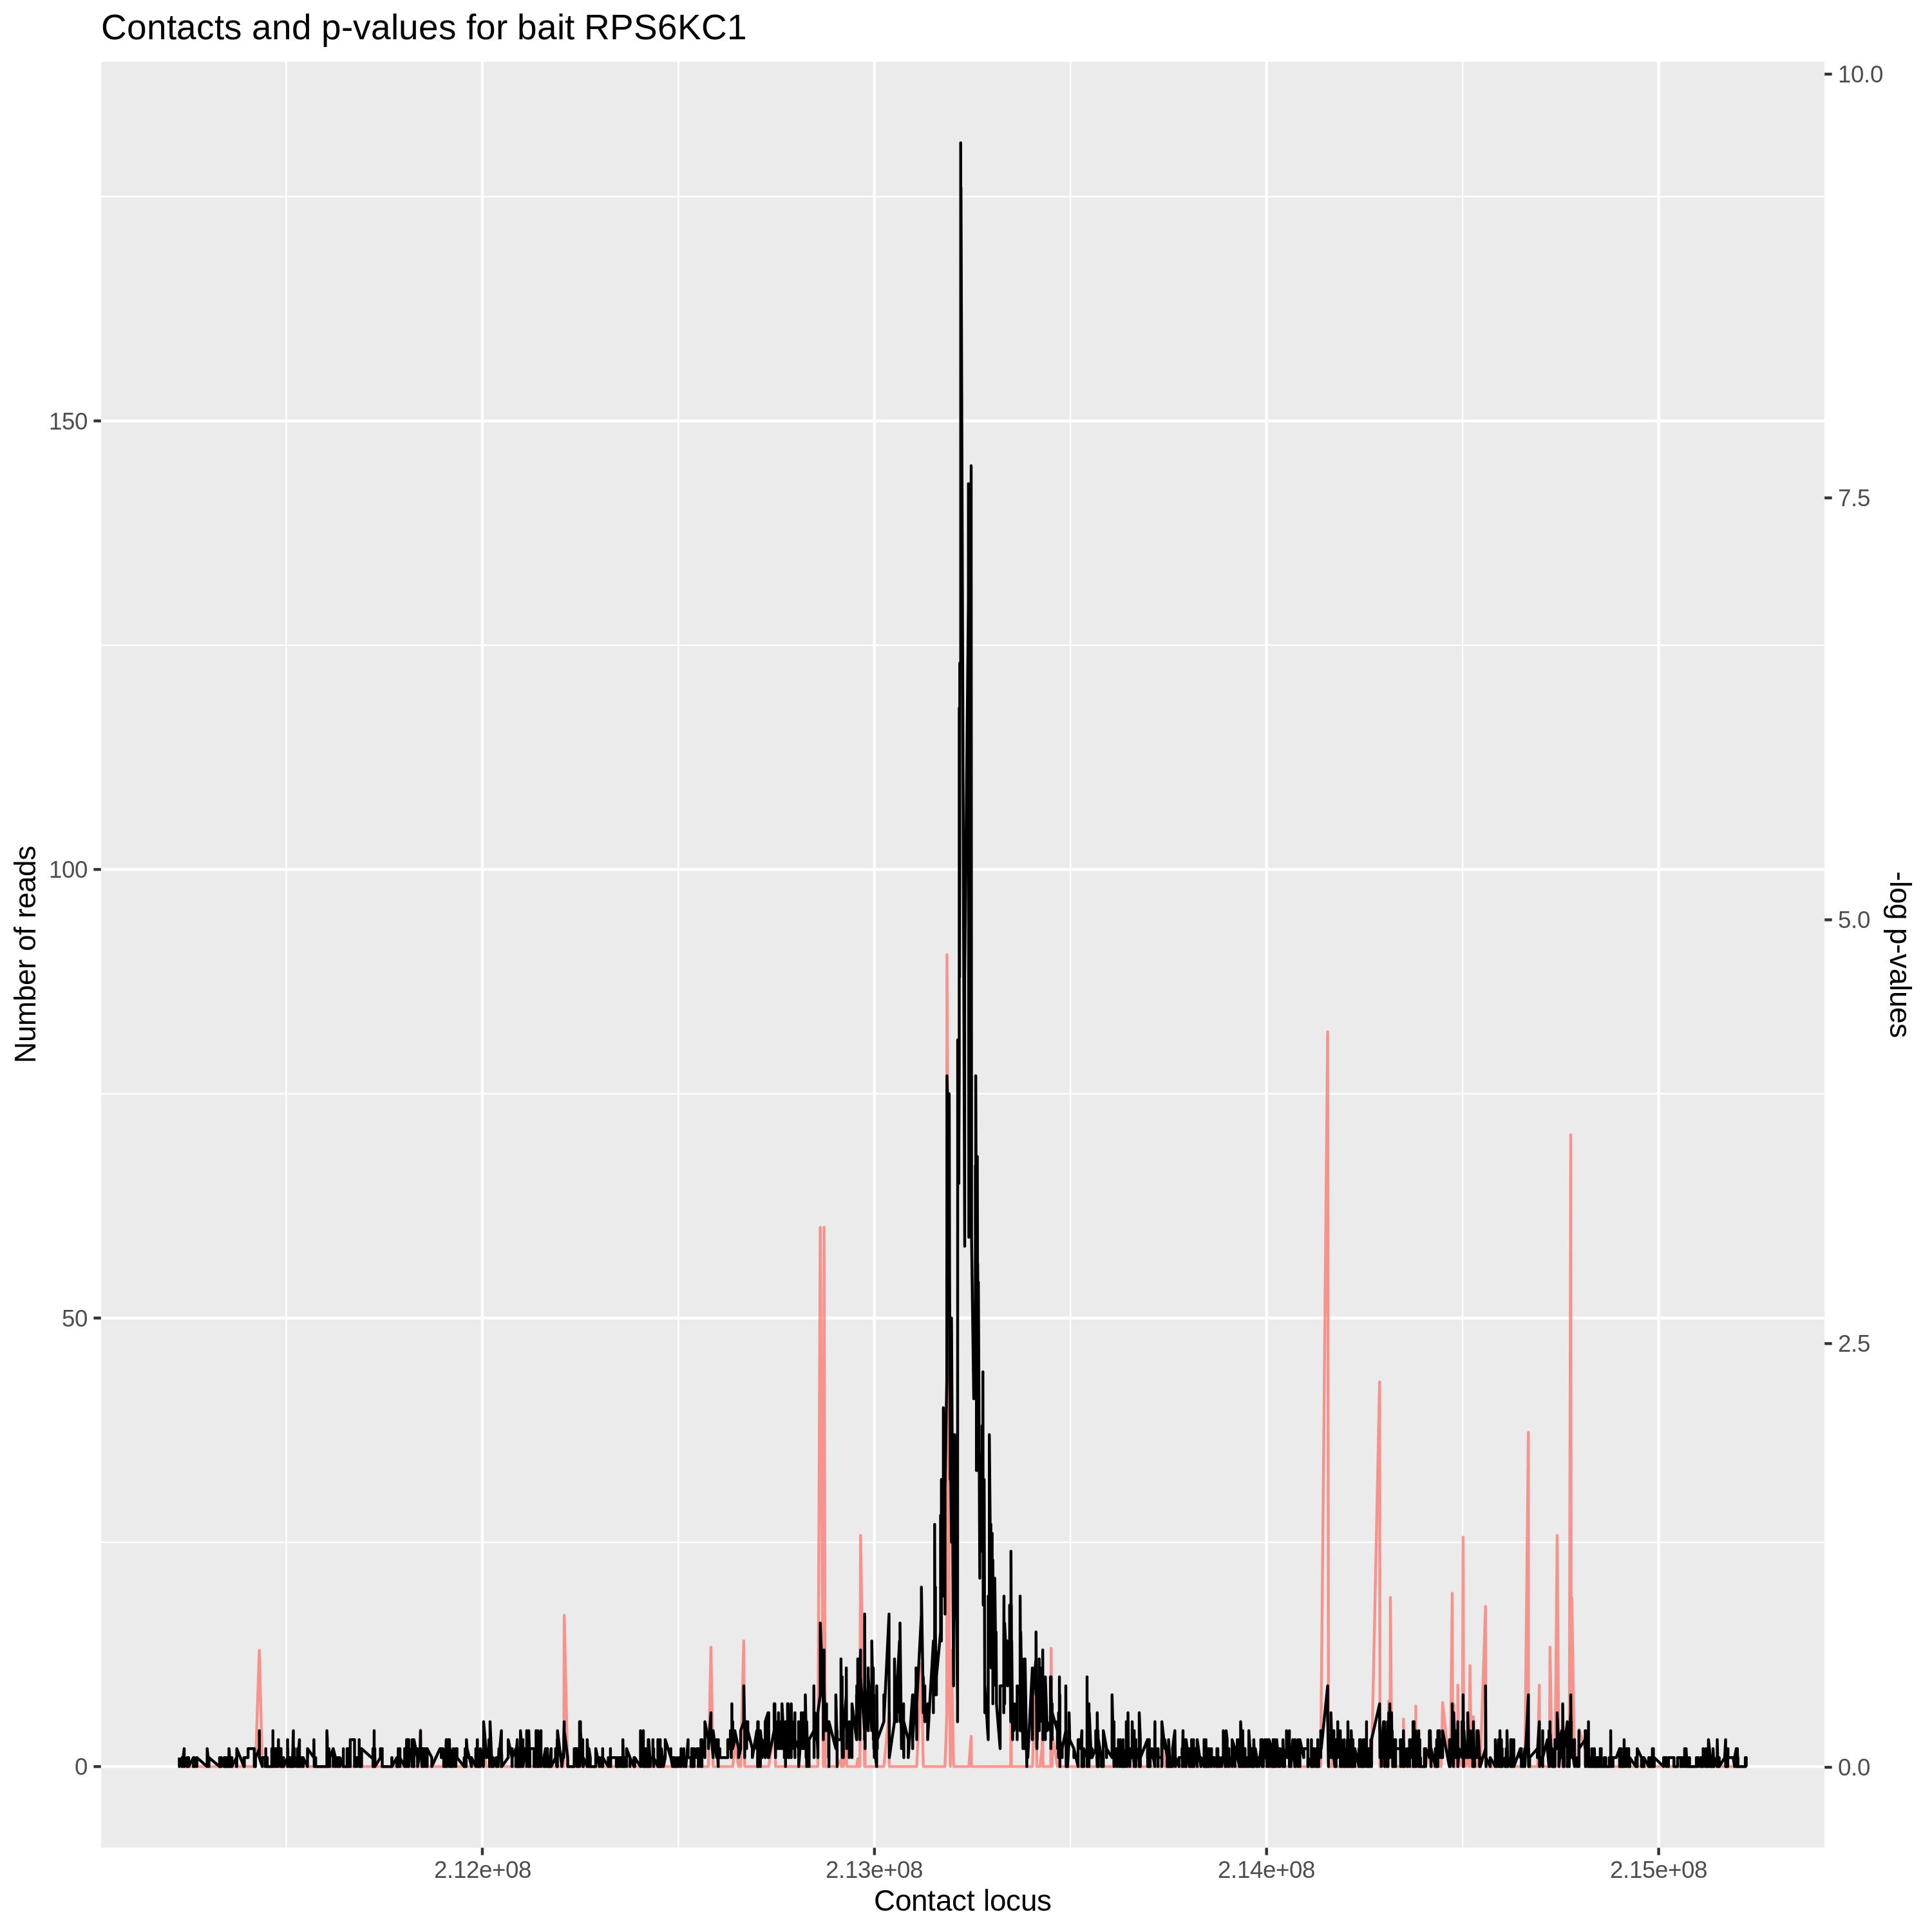 Contacts and p-values for bait RPS6KC1
Number of reads
150
100
50
0
10.0
7.5
5.0
2.5
0.0
-log p-values
2.12e+08
2.13e+08
2.14e+08
2.15e+08
Contact locus